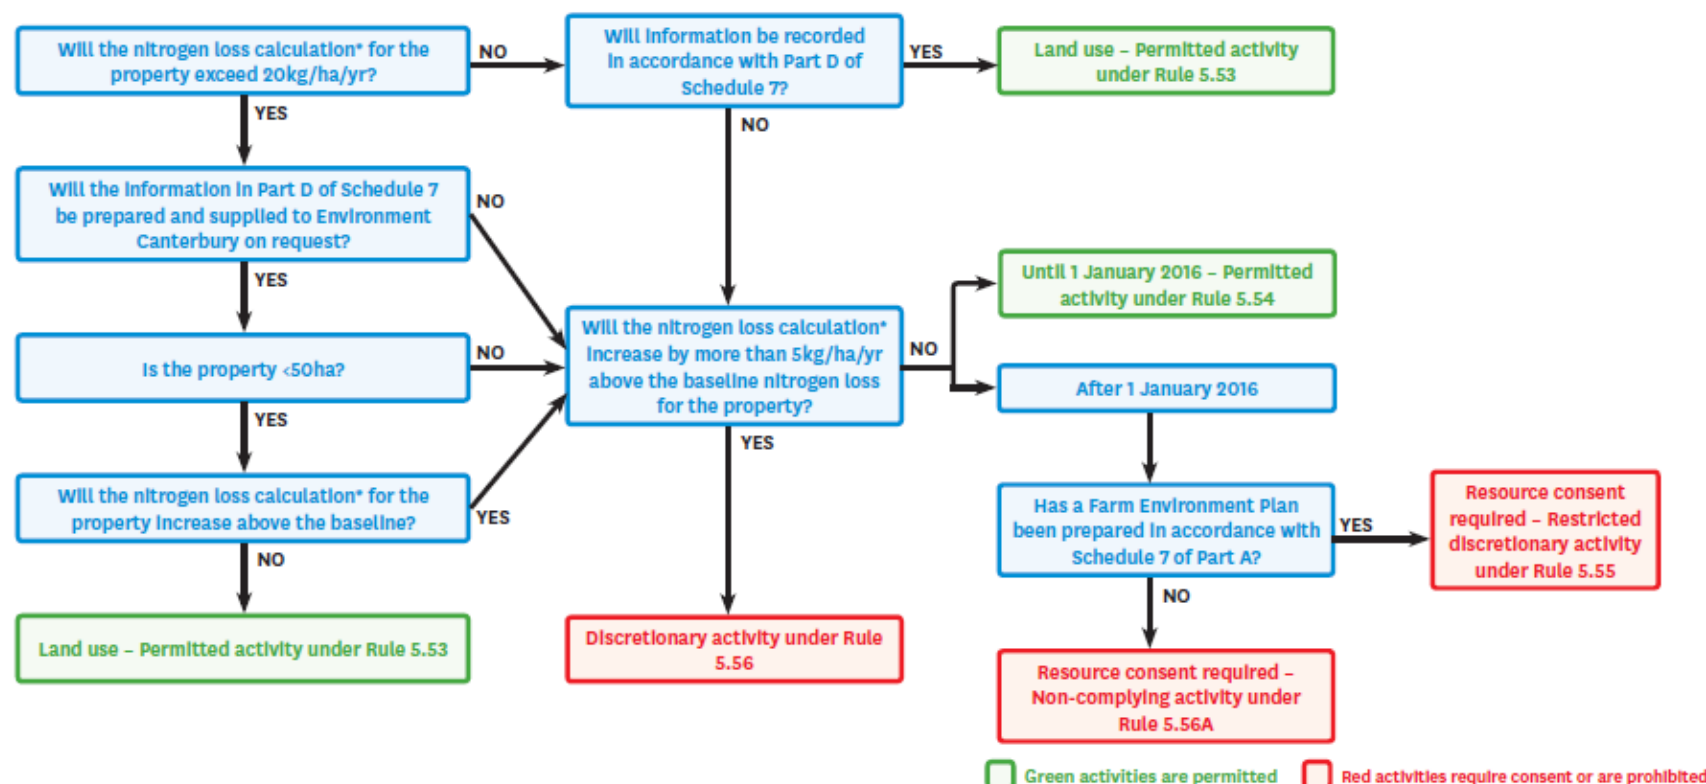 Will the nitrogen loss calculation* for the
property exceed 20kg/ha/yr?
NO
Will information be recorded
in accordance with Part D of
Schedule 7?
YES
Land use – Permitted activity
under Rule 5.53
YES
NO
Will the information in Part D of Schedule 7
be prepared and supplied to Environment
Canterbury on request?
NO
YES
Is the property <50ha?
NO
YES
Will the nitrogen loss calculation* for the
property increase above the baseline?
YES
NO
Land use – Permitted activity under Rule 5.53
Will the nitrogen loss calculation*
increase by more than 5kg/ha/yr
above the baseline nitrogen loss
for the property?
NO
YES
Discretionary activity under Rule
5.56
Until 1 January 2016 – Permitted
activity under Rule 5.54
After 1 January 2016
Has a Farm Environment Plan
been prepared in accordance with
Schedule 7 of Part A?
YES
Resource consent
required – Restricted
discretionary activity
under Rule 5.55
NO
Resource consent required –
Non-complying activity under
Rule 5.56A
Green activities are permitted
Red activities require consent or are prohibited